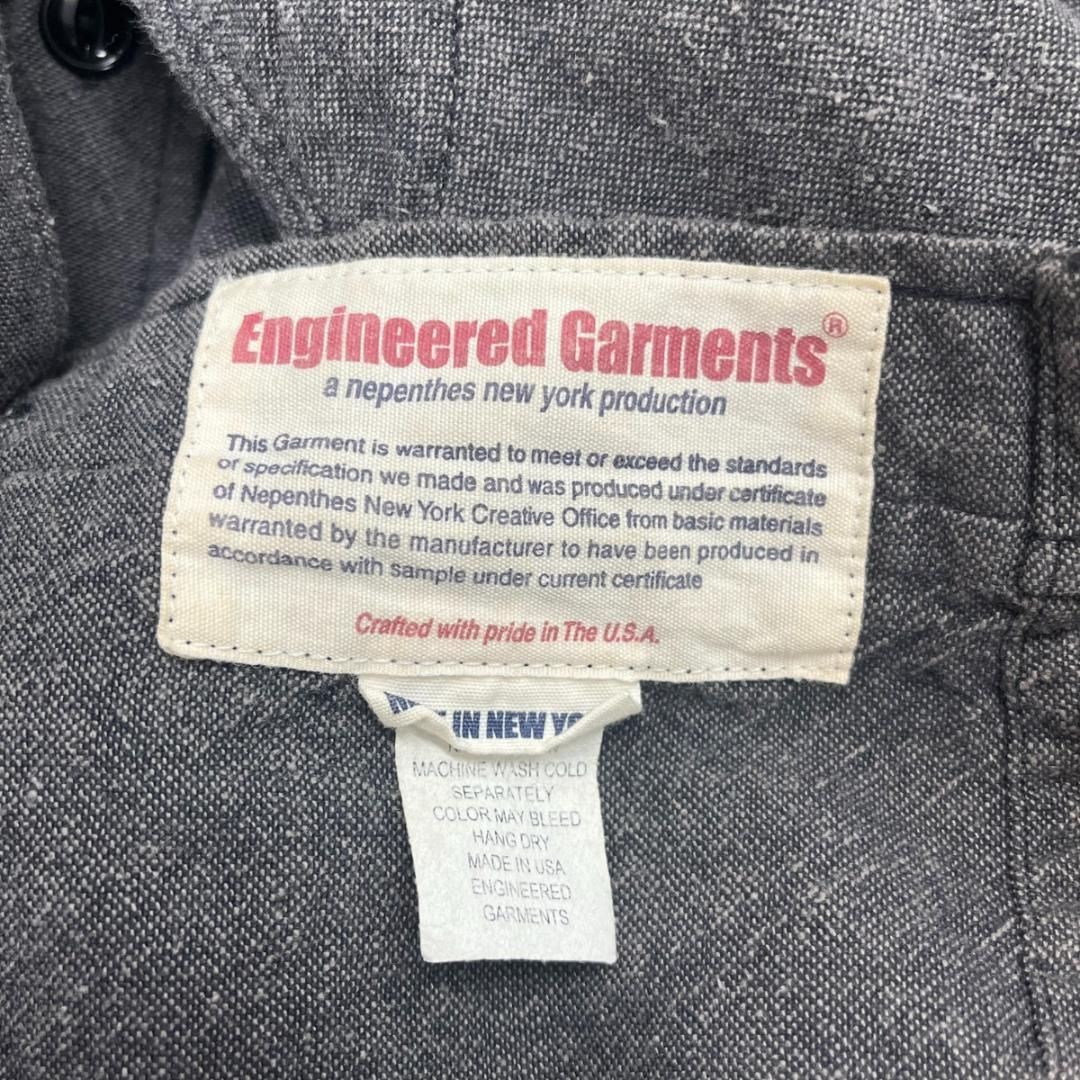 Engineered Garments®
a nepenthes new york production
This Garment is warranted to meet or exceed the standards
of specification we made and was produced under certificate
of Nepenthes New York Creative Office from basic materials
warranted by the manufacturer to have been produced in
accordance with sample under current certificate
Crafted with pride in The U.S.A.
IN NEW
MACHINE WASH COLD
SEPARATELY
COLOR MAY BLEED
HANG DRY
MADE IN USA
ENGINEERED
GARMENTS